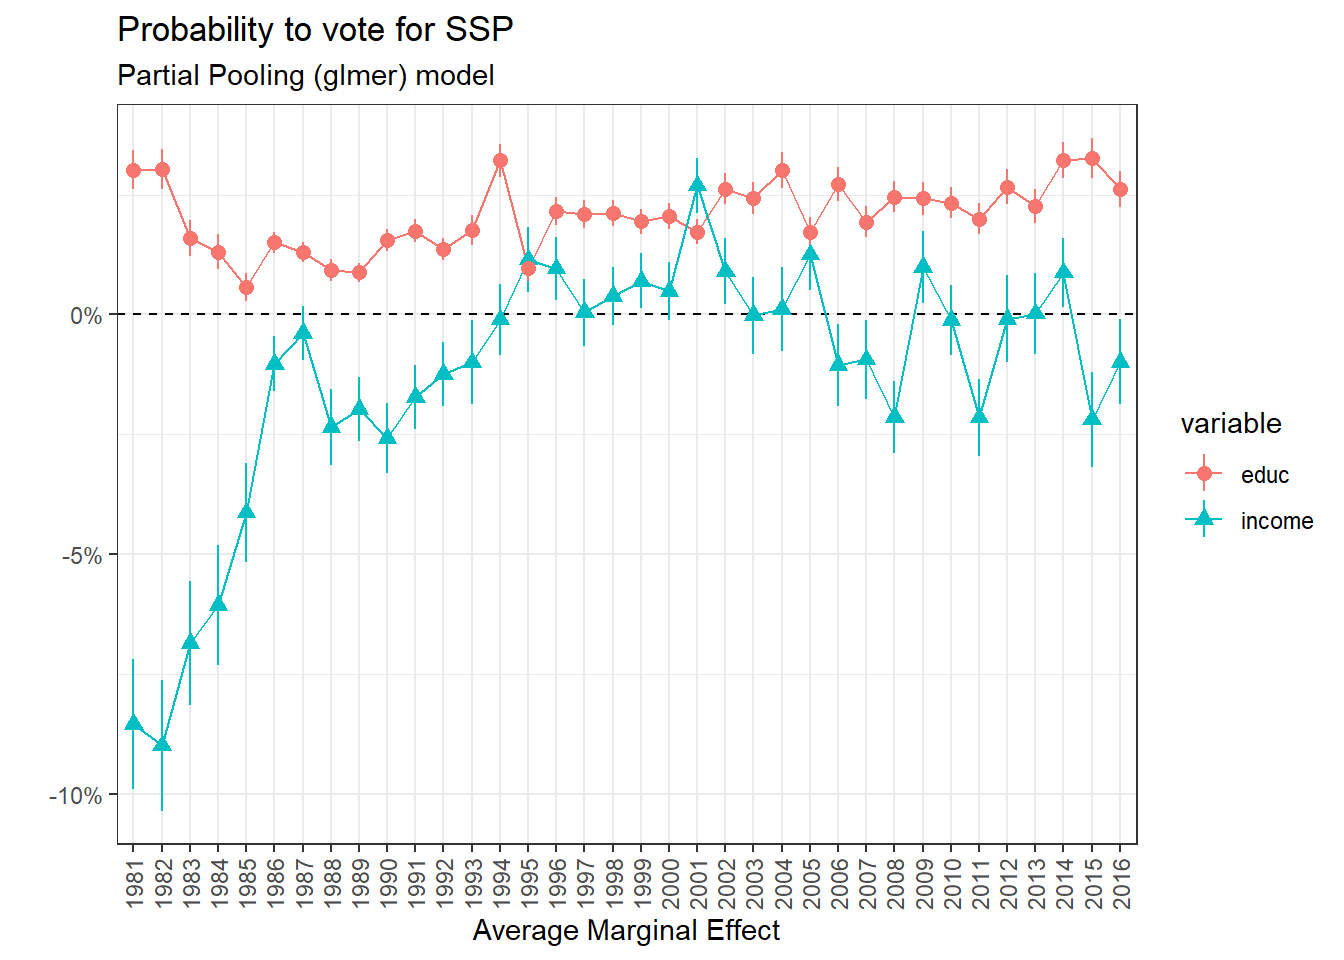 Probability to vote for SSP
Partial Pooling (glmer) model
0%
-5%
-10%
1981 1982 1983 1984 1985 1986 1987 1988 1989 1990 1991 1992 1993 1994 1995 1996 1997 1998 1999 2000 2001 2002 2003 2004 2005 2006 2007 2008 2009 2010 2011 2012 2013 2014 2015 2016
Average Marginal Effect
variable
educ
income